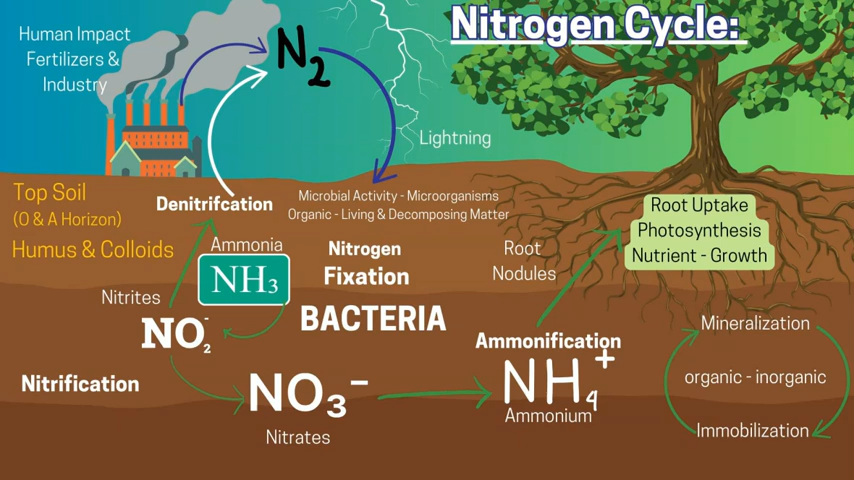 Nitrogen Cycle:
Human Impact
Fertilizers &
Industry
N2
Lightning
Top Soil
(O & A Horizon)
Humus & Colloids
Denitrifcation
Microbial Activity - Microorganisms
Organic - Living & Decomposing Matter
Root Uptake
Photosynthesis
Nutrient - Growth
Ammonia
NH3
Nitrogen
Fixation
BACTERIA
Root
Nodules
Nitrites
NO2-
Nitrification
NO3-
Nitrates
Ammonification
NH4+
Ammonium
Mineralization
organic - inorganic
Immobilization